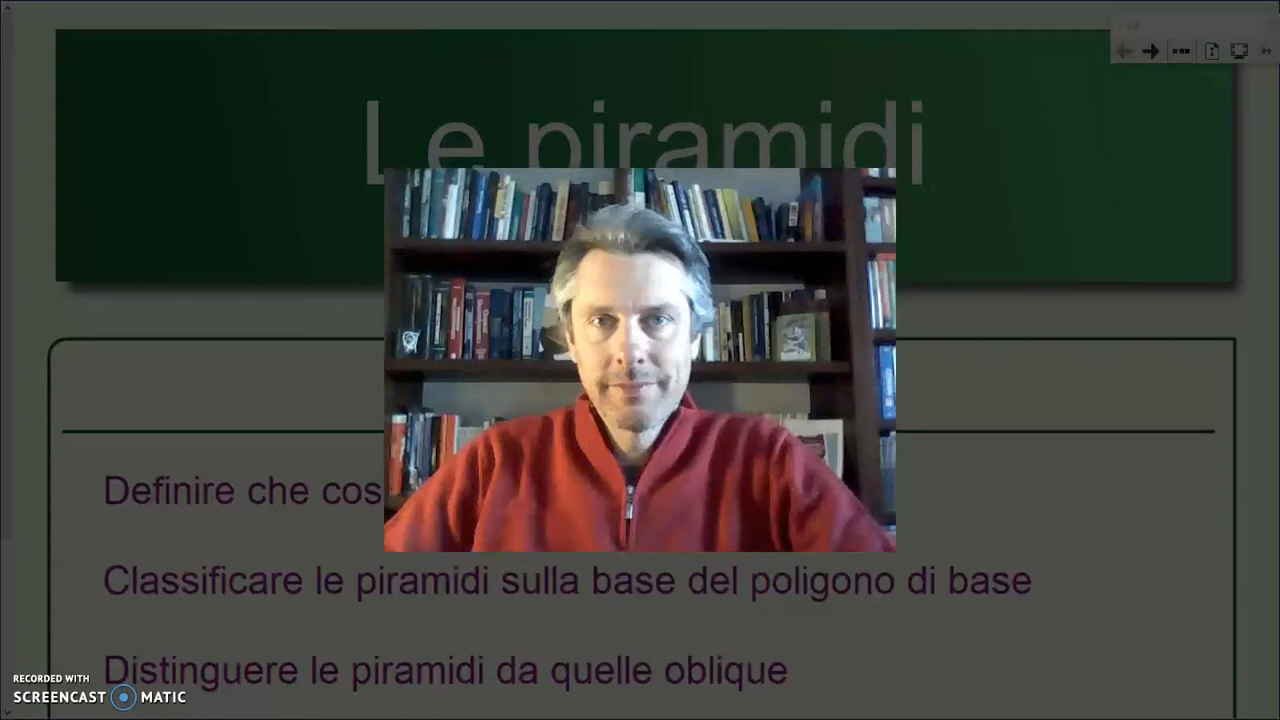 Le piramidi
Definire che cos
Classificare le piramidi sulla base del poligono di base
Distinguere le piramidi da quelle oblique
RECORDED WITH
SCREENCAST MATIC